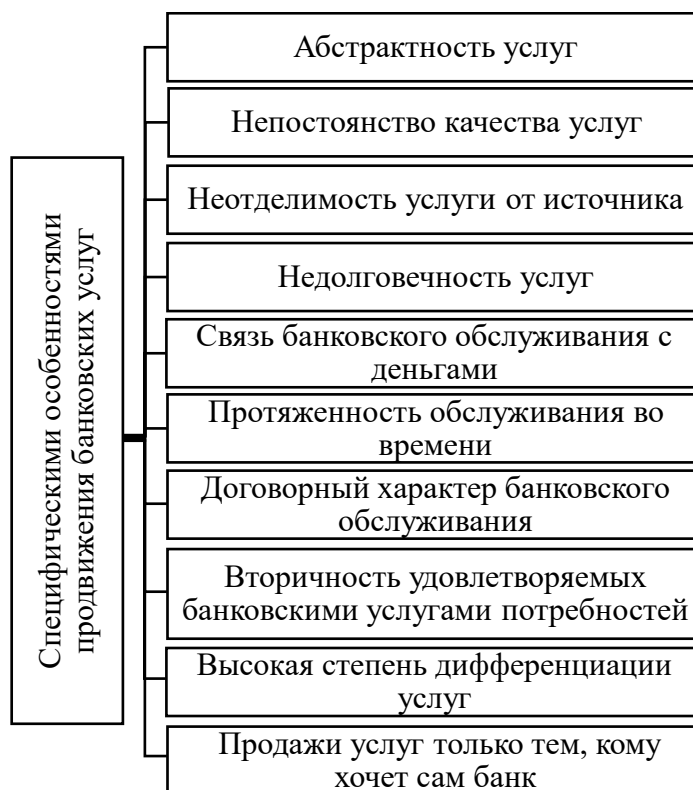 Специфическими особенностями
продвижения банковских услуг
Абстрактность услуг
Непостоянство качества услуг
Неотделимость услуги от источника
Недолговечность услуг
Связь банковского обслуживания с
деньгами
Протяженность обслуживания во
времени
Договорный характер банковского
обслуживания
Вторичность удовлетворяемых
банковскими услугами потребностей
Высокая степень дифференциации
услуг
Продажи услуг только тем, кому
хочет сам банк